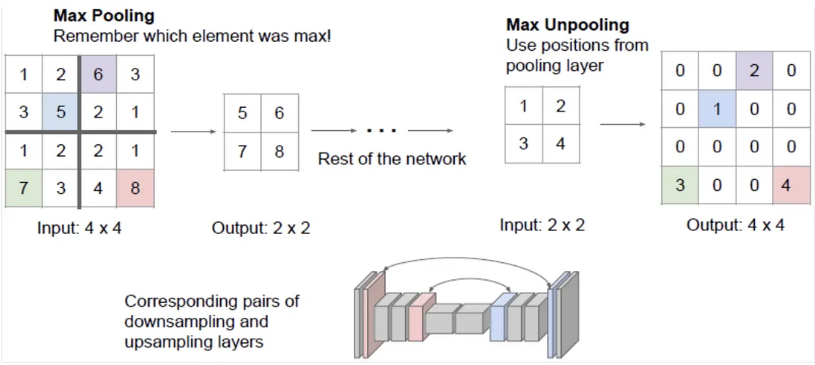 Max Pooling
Remember which element was max!
1 2 6 3
3 5 2 1
1 2 2 1
7 3 4 8
Input: 4 x 4
5 6
7 8
Output: 2 x 2
...
Rest of the network
Max Unpooling
Use positions from
pooling layer
1 2
3 4
Input: 2 x 2
0 0 2 0
0 1 0 0
0 0 0 0
3 0 0 4
Output: 4 x 4
Corresponding pairs of
downsampling and
upsampling layers